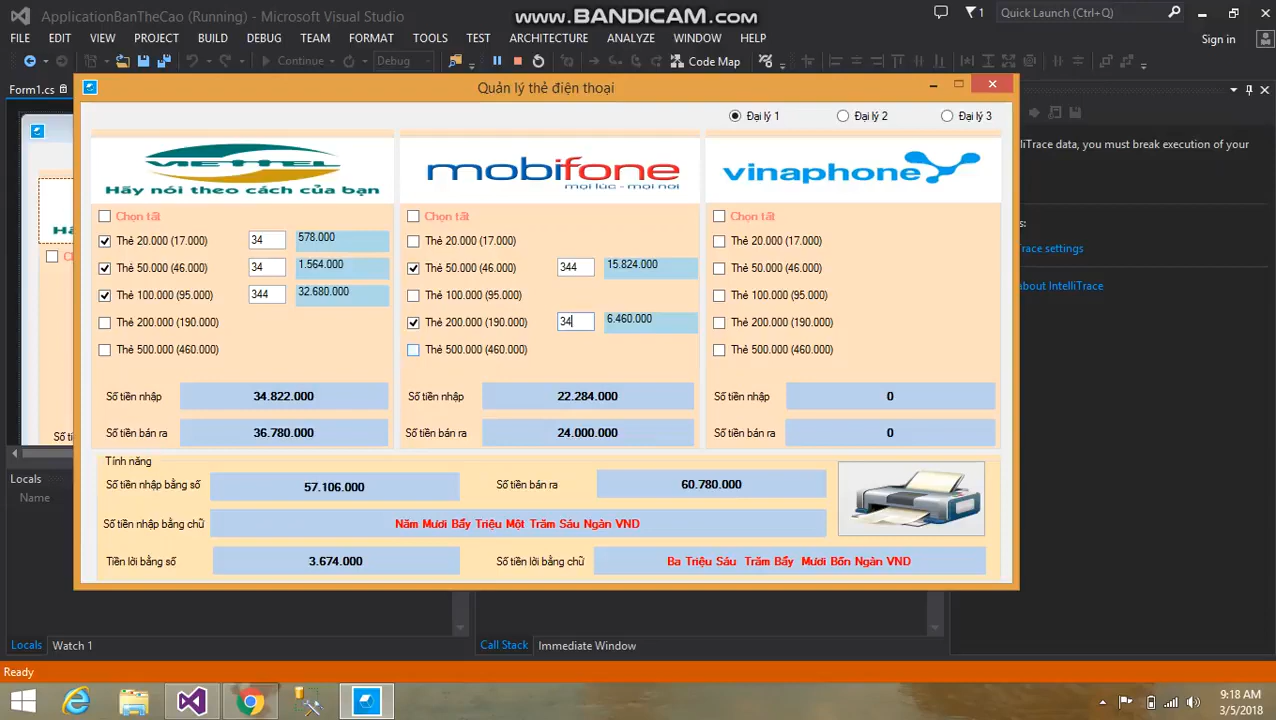 ApplicationBanTheCao (Running) - Microsoft Visual Studio
www.BANDICAM.com
1
Quick Launch (Ctrl+Q)
FILE EDIT VIEW PROJECT BUILD DEBUG TEAM FORMAT TOOLS TEST ARCHITECTURE ANALYZE WINDOW HELP
Sign in
Continue Debug Code Map
Form1.cs
Quản lý thẻ điện thoại
Đại lý 1 Đại lý 2 Đại lý 3
VIETTEL
Hãy nói theo cách của bạn
mobifone
mọi lúc - mọi nơi
vinaphone
lliTrace data, you must break execution of your
Chọn tất Chọn tất Chọn tất
Thẻ 20.000 (17.000) 34 578.000 Thẻ 20.000 (17.000) Thẻ 20.000 (17.000)
Trace settings
Thẻ 50.000 (46.000) 34 1.564.000 Thẻ 50.000 (46.000) 344 15.824.000 Thẻ 50.000 (46.000)
about IntelliTrace
Thẻ 100.000 (95.000) 344 32.680.000 Thẻ 100.000 (95.000) Thẻ 100.000 (95.000)
Thẻ 200.000 (190.000) Thẻ 200.000 (190.000) 34 6.460.000 Thẻ 200.000 (190.000)
Thẻ 500.000 (460.000) Thẻ 500.000 (460.000) Thẻ 500.000 (460.000)
Số tiền nhập 34.822.000 Số tiền nhập 22.284.000 Số tiền nhập 0
Số tiền bán ra 36.780.000 Số tiền bán ra 24.000.000 Số tiền bán ra 0
Tính năng
Số tiền nhập bằng số 57.106.000 Số tiền bán ra 60.780.000
Số tiền nhập bằng chữ Năm Mươi Bẩy Triệu Một Trăm Sáu Ngàn VND
Tiền lời bằng số 3.674.000 Số tiền lời bằng chữ Ba Triệu Sáu Trăm Bẩy Mươi Bốn Ngàn VND
Số ti
Locals
Name
Locals Watch 1 Call Stack Immediate Window
Ready
9:18 AM
3/5/2018